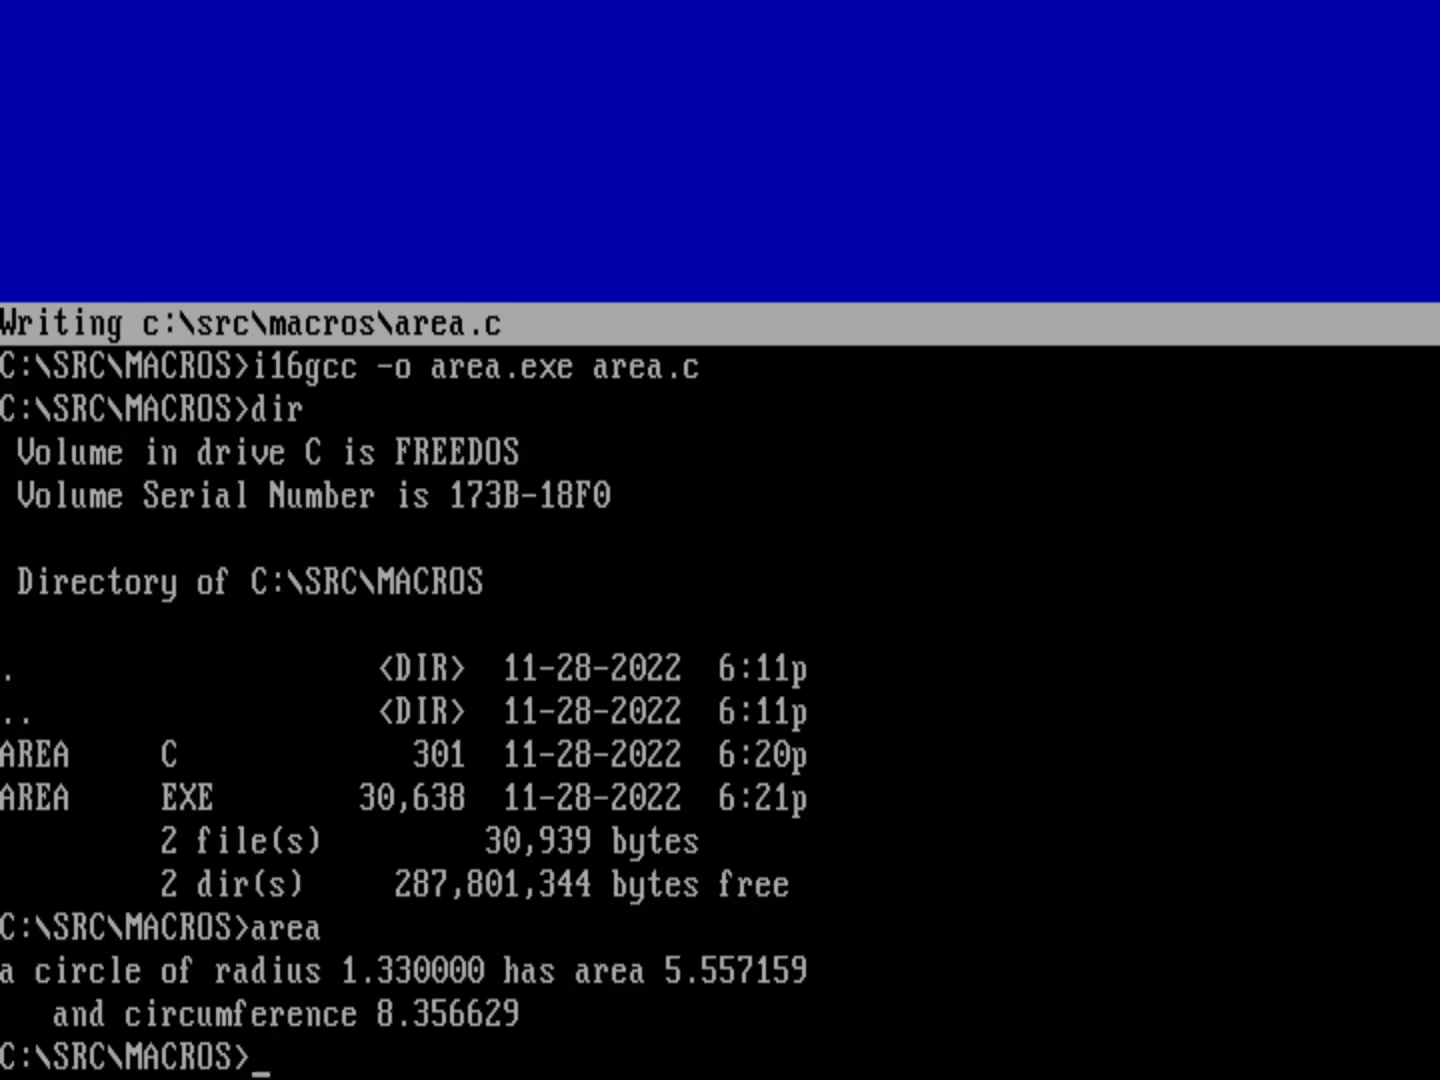 Writing c:\src\macros\area.c
C:\SRC\MACROS>i16gcc -o area.exe area.c
C:\SRC\MACROS>dir
 Volume in drive C is FREEDOS
 Volume Serial Number is 173B-18F0
 Directory of C:\SRC\MACROS
.                    <DIR>  11-28-2022  6:11p
..                   <DIR>  11-28-2022  6:11p
AREA     C             301  11-28-2022  6:20p
AREA     EXE        30,638  11-28-2022  6:21p
         2 file(s)         30,939 bytes
         2 dir(s)     287,801,344 bytes free
C:\SRC\MACROS>area
a circle of radius 1.330000 has area 5.557159
   and circumference 8.356629
C:\SRC\MACROS>_